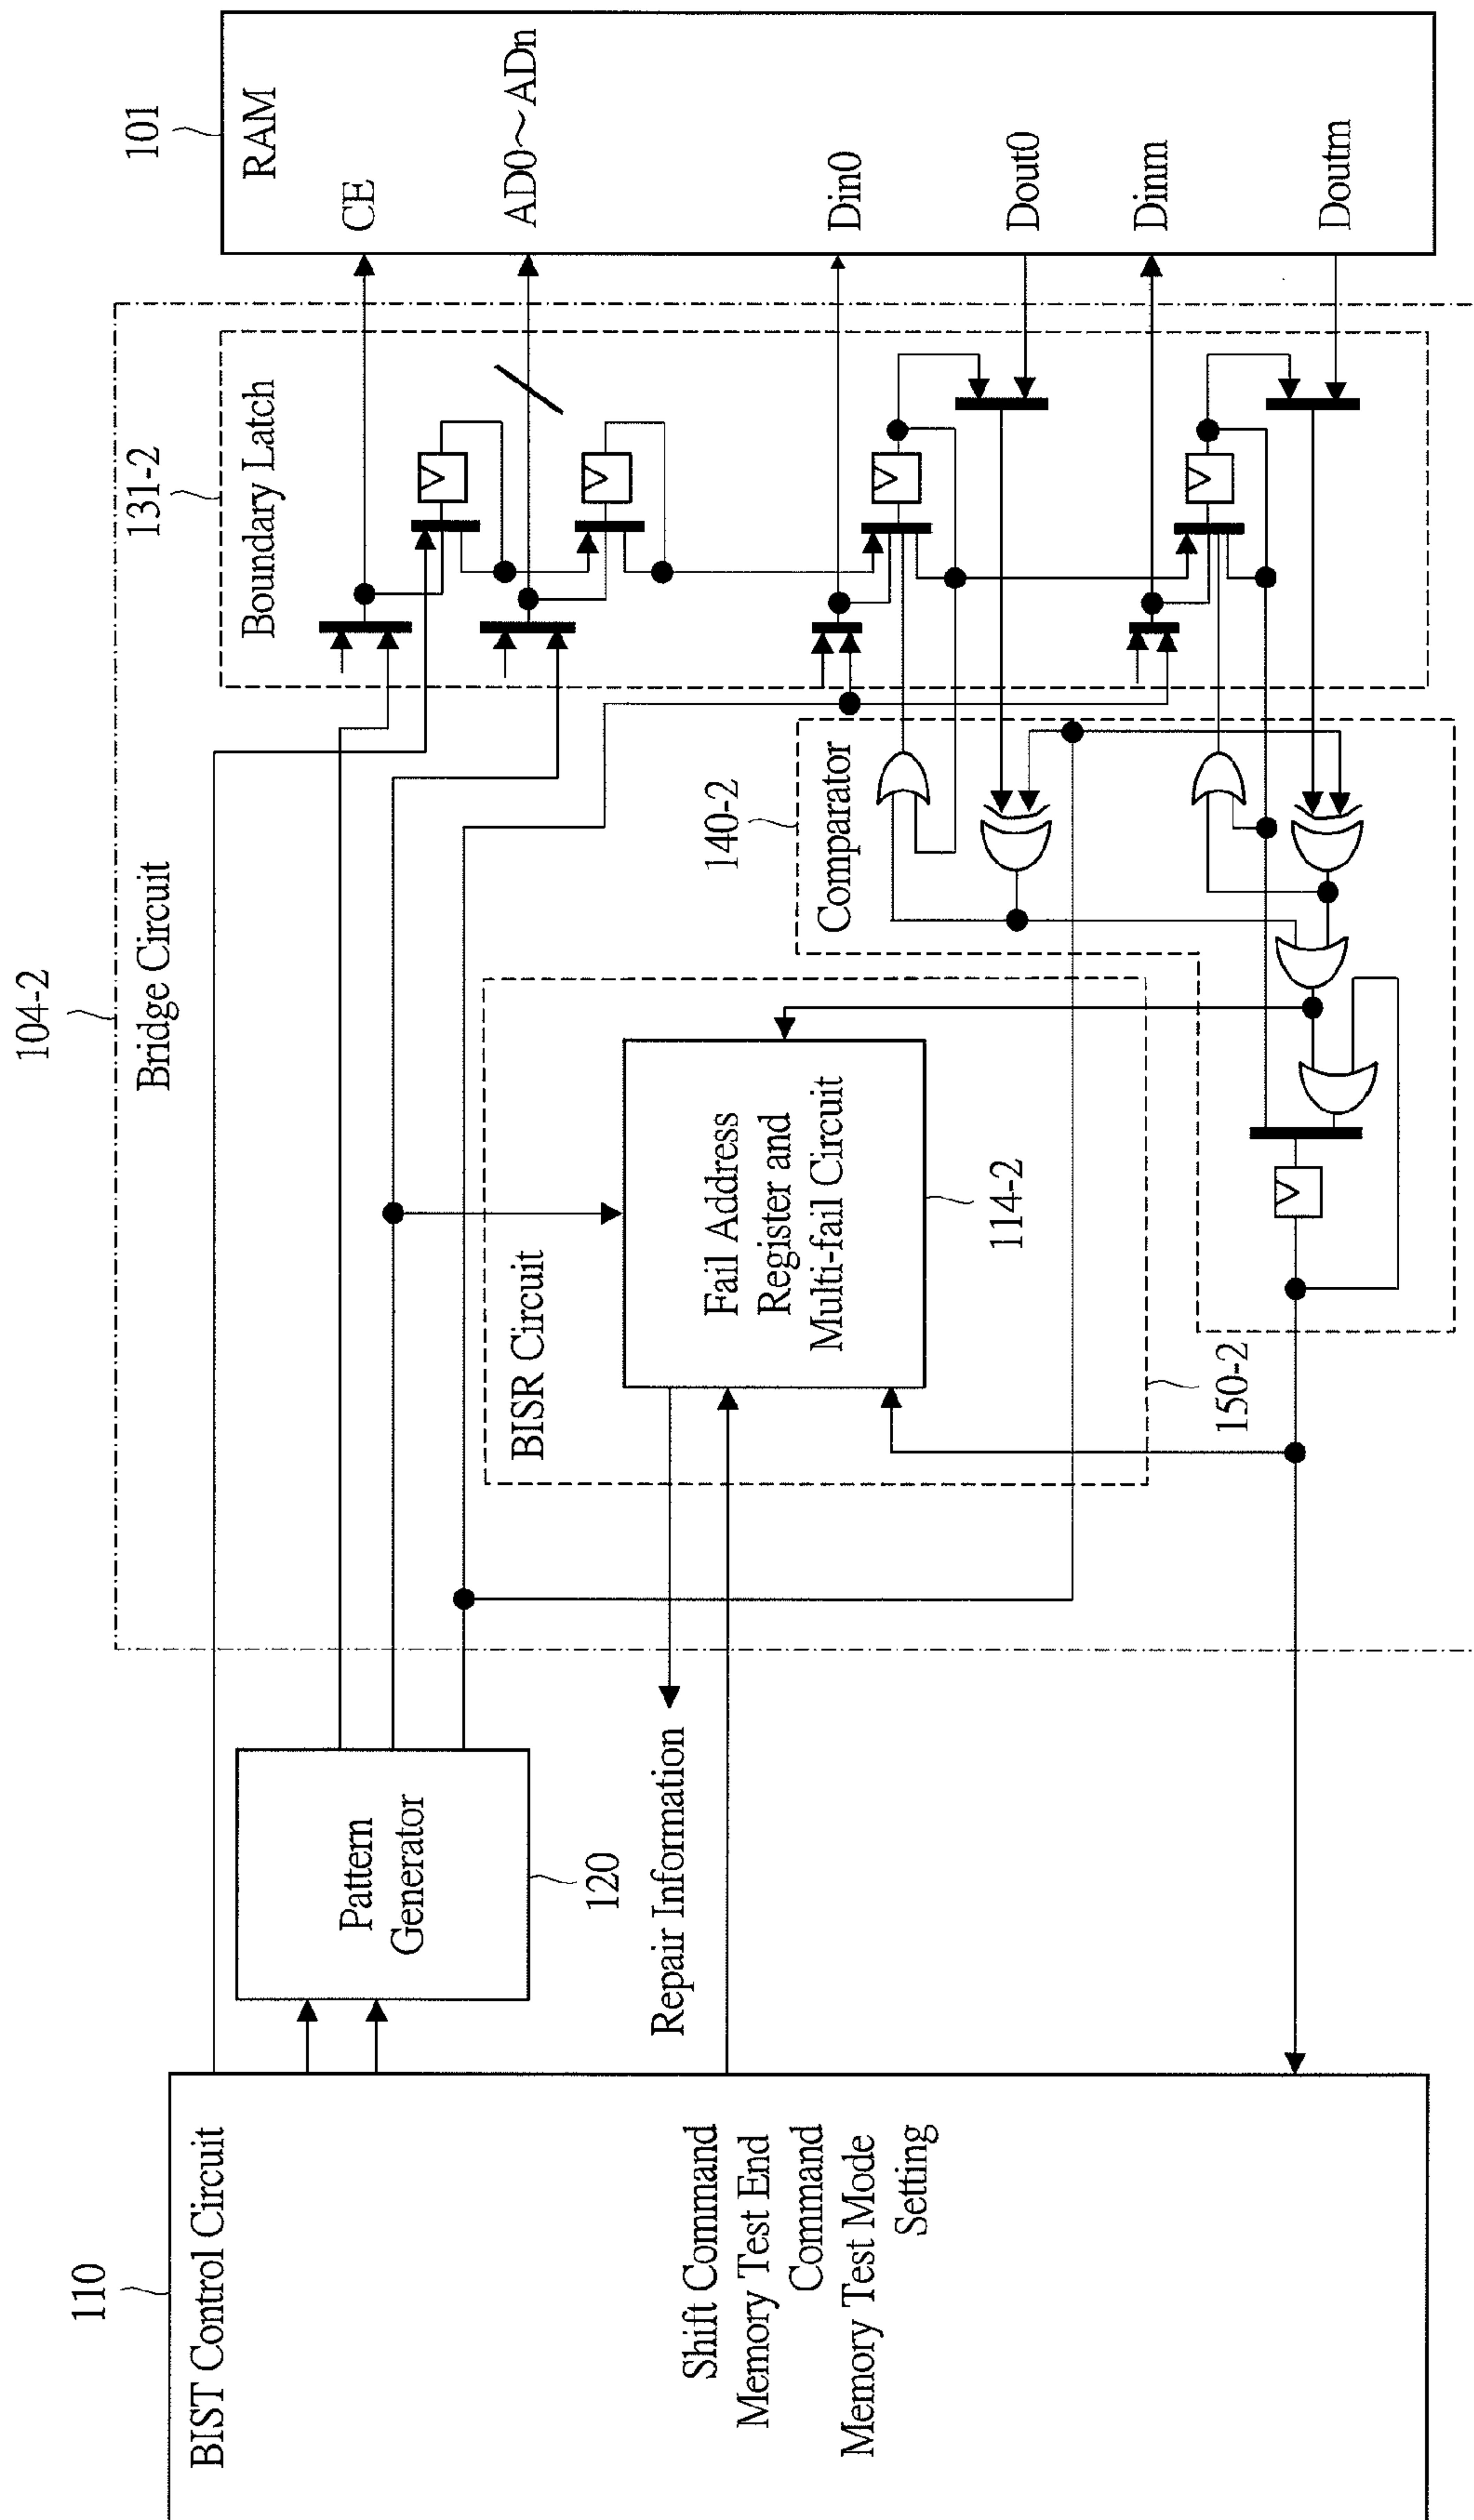 104-2
Bridge Circuit
110
BIST Control Circuit
Shift Command
Memory Test End
Command
Memory Test Mode
Setting
Pattern
Generator
120
Repair Information
BISR Circuit
150-2
Fail Address
Register and
Multi-fail Circuit
114-2
140-2
Comparator
131-2
Boundary Latch
V
V
V
V
V
101
RAM
CE
AD0~ADn
Din0
Dout0
Dinm
Doutm